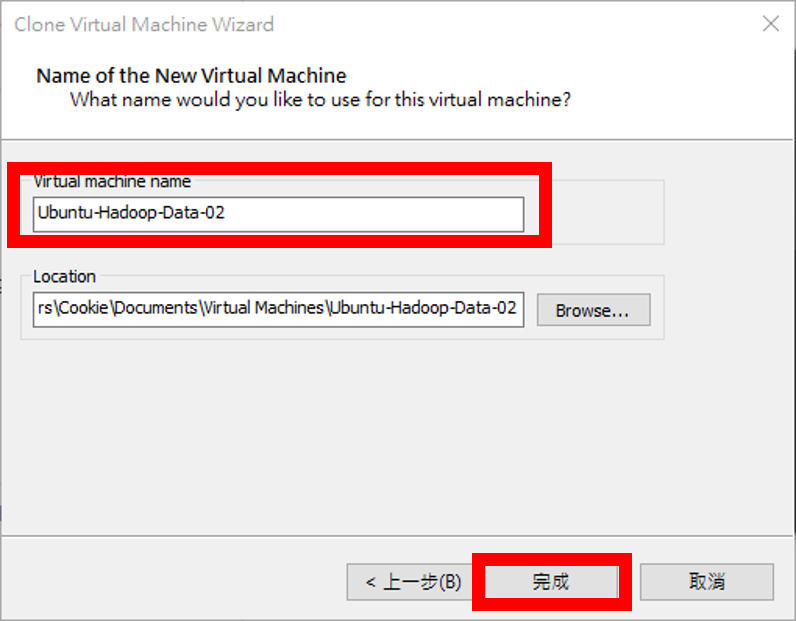 Clone Virtual Machine Wizard
Name of the New Virtual Machine
What name would you like to use for this virtual machine?
Virtual machine name
Ubuntu-Hadoop-Data-02
Location
rs\Cookie\Documents\Virtual Machines\Ubuntu-Hadoop-Data-02
Browse...
< 上一步(B)
完成
取消